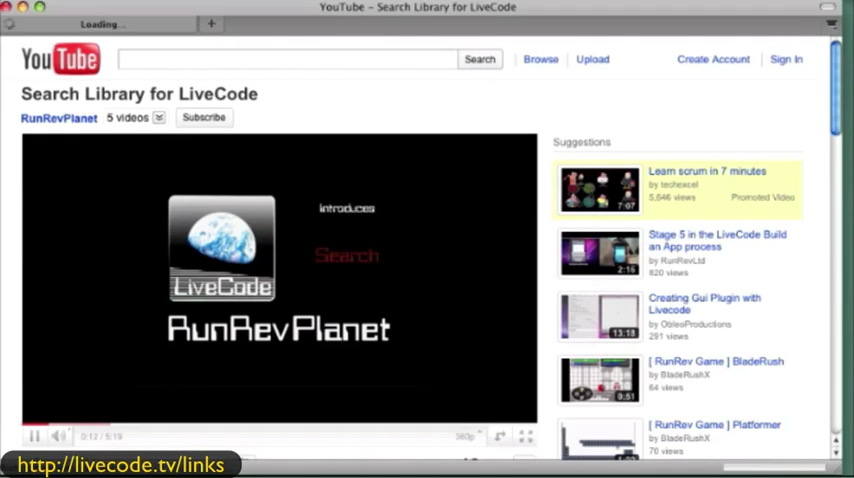 YouTube - Search Library for LiveCode
Loading...
YouTube
Search
Browse
Upload
Create Account
Sign In
Search Library for LiveCode
RunRevPlanet
5 videos
Subscribe
introduces
Search
LiveCode
RunRevPlanet
0:12 / 5:19
360p
Suggestions
7:07
Learn scrum in 7 minutes
by techexcel
5,646 views
Promoted Video
2:16
Stage 5 in the LiveCode Build
an App process
by RunRevLtd
820 views
13:18
Creating Gui Plugin with
Livecode
by ObleoProductions
291 views
0:51
[ RunRev Game ] BladeRush
by BladeRushX
64 views
[ RunRev Game ] Platformer
by BladeRushX
70 views
http://livecode.tv/links